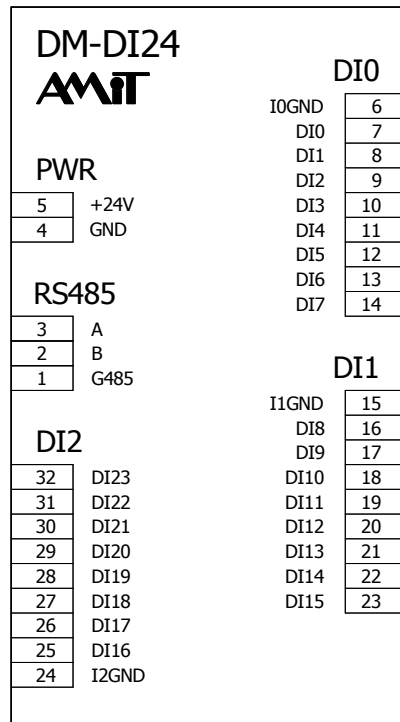 DM-DI24
AMiT
PWR
5 +24V
4 GND
RS485
3 A
2 B
1 G485
DI2
32 DI23
31 DI22
30 DI21
29 DI20
28 DI19
27 DI18
26 DI17
25 DI16
24 I2GND
DI0
I0GND 6
DI0 7
DI1 8
DI2 9
DI3 10
DI4 11
DI5 12
DI6 13
DI7 14
DI1
I1GND 15
DI8 16
DI9 17
DI10 18
DI11 19
DI12 20
DI13 21
DI14 22
DI15 23